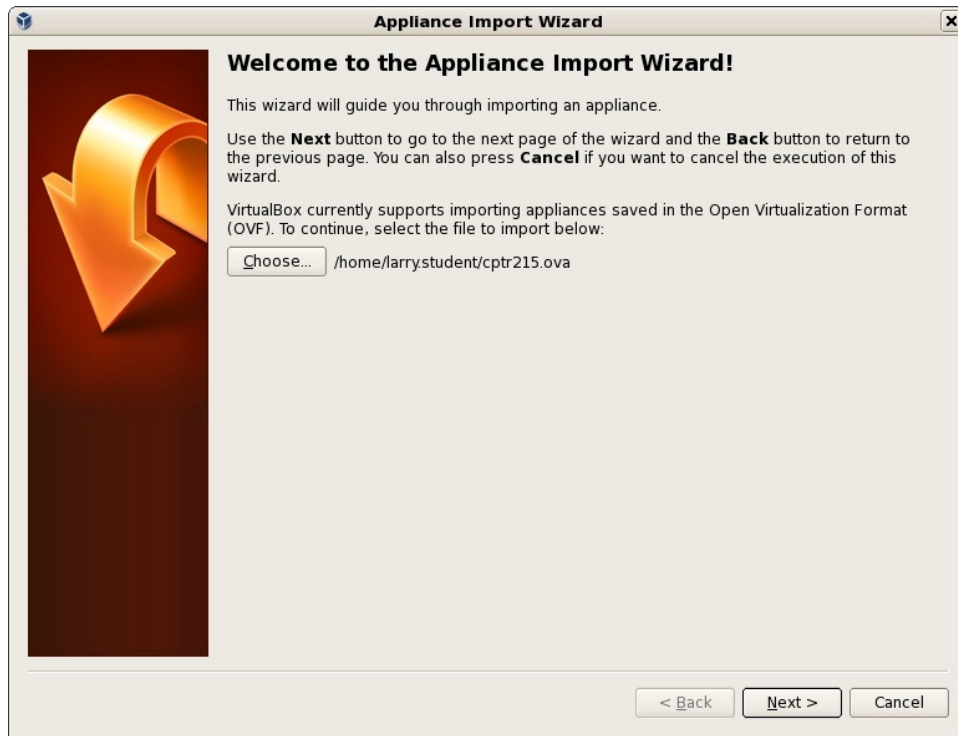 Appliance Import Wizard
Welcome to the Appliance Import Wizard!
This wizard will guide you through importing an appliance.
Use the Next button to go to the next page of the wizard and the Back button to return to
the previous page. You can also press Cancel if you want to cancel the execution of this
wizard.
VirtualBox currently supports importing appliances saved in the Open Virtualization Format
(OVF). To continue, select the file to import below:
Choose... /home/larry.student/cptr215.ova
< Back Next > Cancel